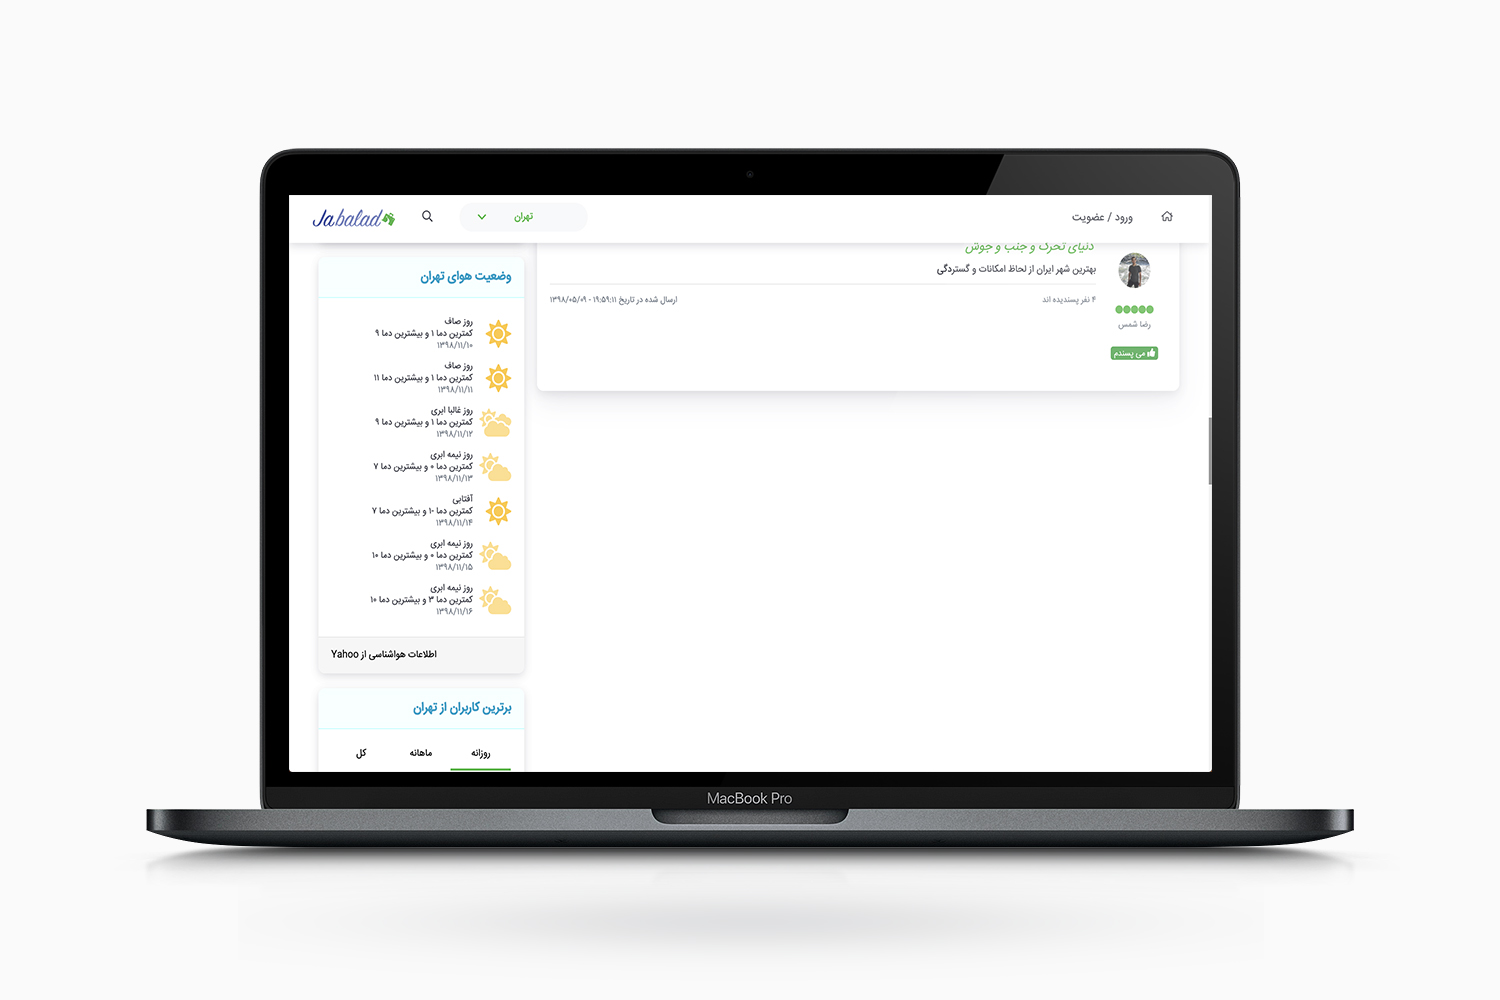 Jabalad
تهران
ورود / عضویت
دنیای تحرک و جنب و جوش
بهترین شهر ایران از لحاظ امکانات و گستردگی
۴ نفر پسندیده اند
ارسال شده در تاریخ ۱۹:۵۹:۱۱ - ۱۳۹۸/۰۵/۰۹
رضا شمس
می پسندم
وضعیت هوای تهران
روز صاف
کمترین دما ۱ و بیشترین دما ۹
۱۳۹۸/۱۱/۱۰
روز صاف
کمترین دما ۱ و بیشترین دما ۱۱
۱۳۹۸/۱۱/۱۱
روز غالبا ابری
کمترین دما ۱ و بیشترین دما ۹
۱۳۹۸/۱۱/۱۲
روز نیمه ابری
کمترین دما ۰ و بیشترین دما ۷
۱۳۹۸/۱۱/۱۳
آفتابی
کمترین دما ۱- و بیشترین دما ۷
۱۳۹۸/۱۱/۱۴
روز نیمه ابری
کمترین دما ۰ و بیشترین دما ۱۰
۱۳۹۸/۱۱/۱۵
روز نیمه ابری
کمترین دما ۳ و بیشترین دما ۱۰
۱۳۹۸/۱۱/۱۶
اطلاعات هواشناسی از Yahoo
برترین کاربران از تهران
روزانه
ماهانه
کل
MacBook Pro